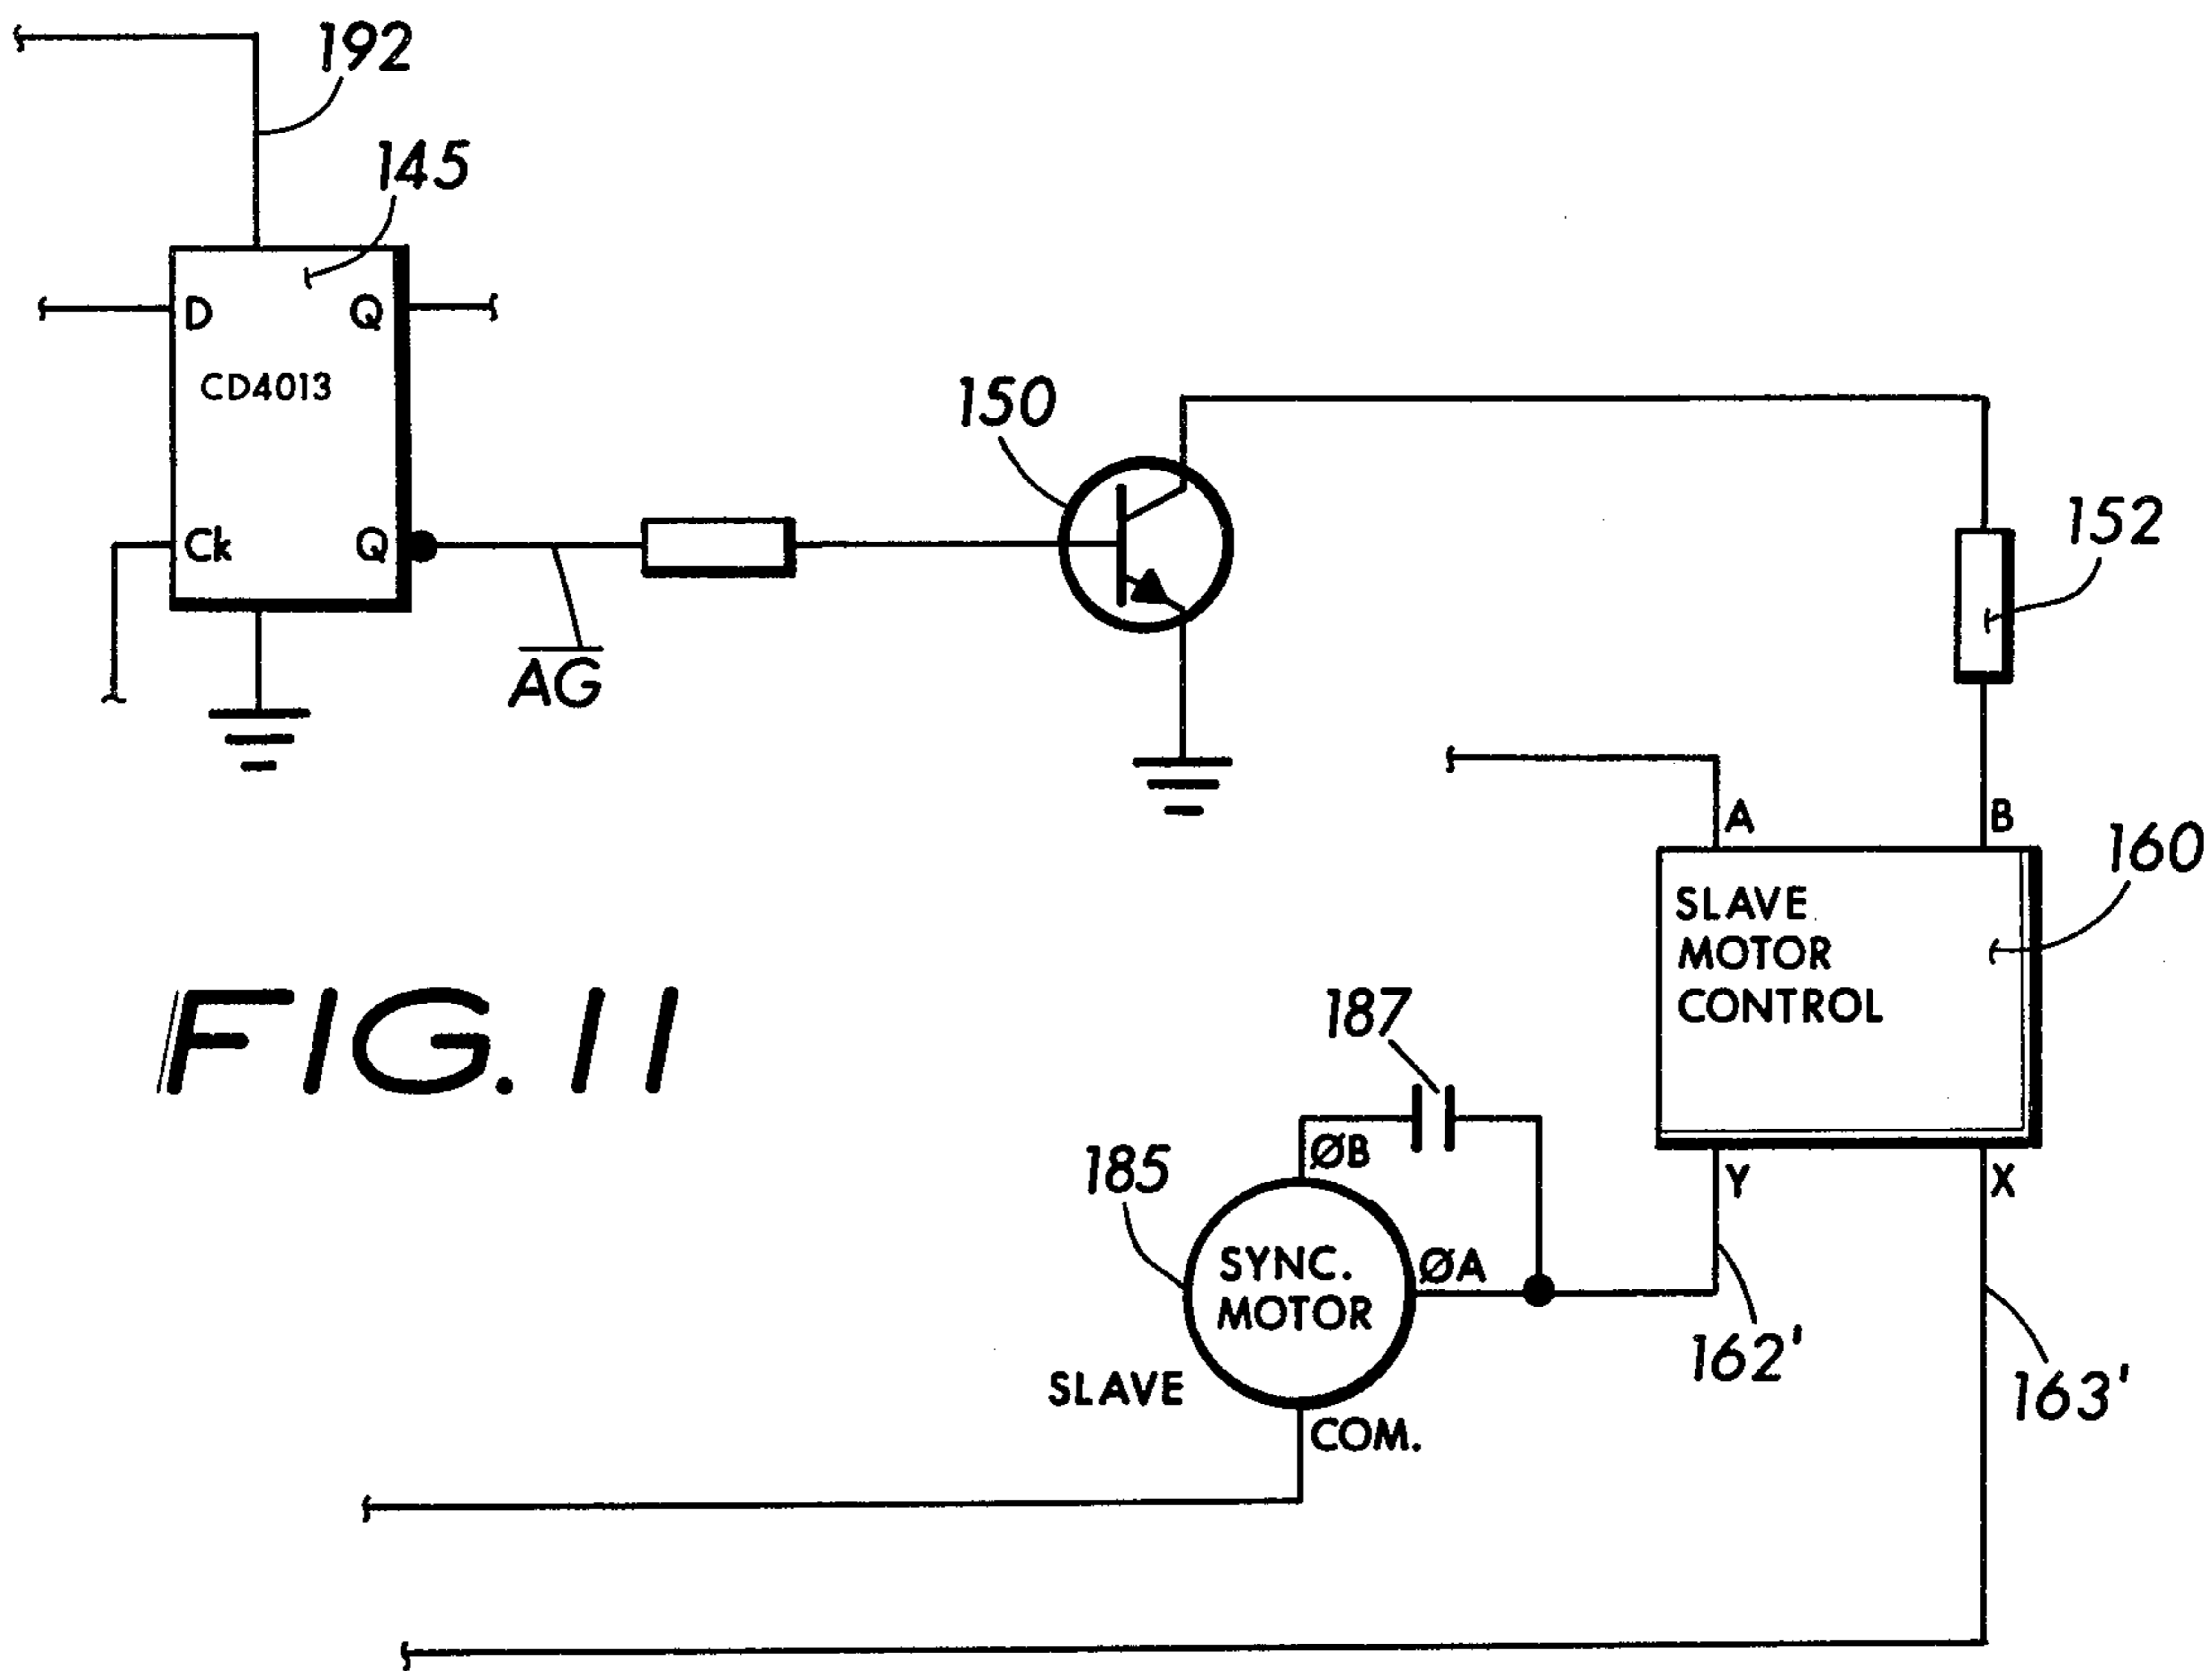 192
145
D Q
CD4013
150
152
Ck Q
A̅G̅
A B
160
SLAVE
MOTOR
CONTROL
FIG. 11
187
ØB
185
Y X
SYNC.
MOTOR
ØA
162'
163'
SLAVE
COM.